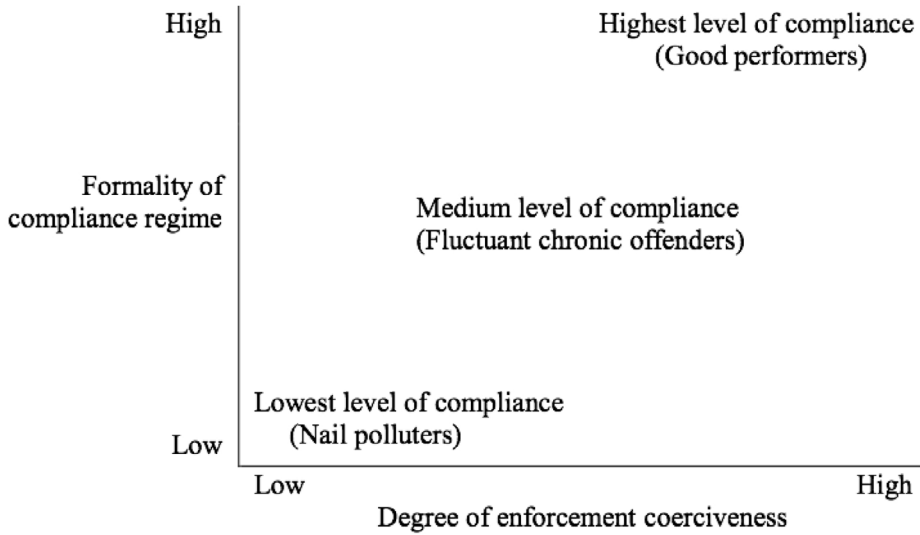 High
Highest level of compliance
(Good performers)
Formality of
compliance regime
Medium level of compliance
(Fluctuant chronic offenders)
Lowest level of compliance
(Nail polluters)
Low
Low
High
Degree of enforcement coerciveness